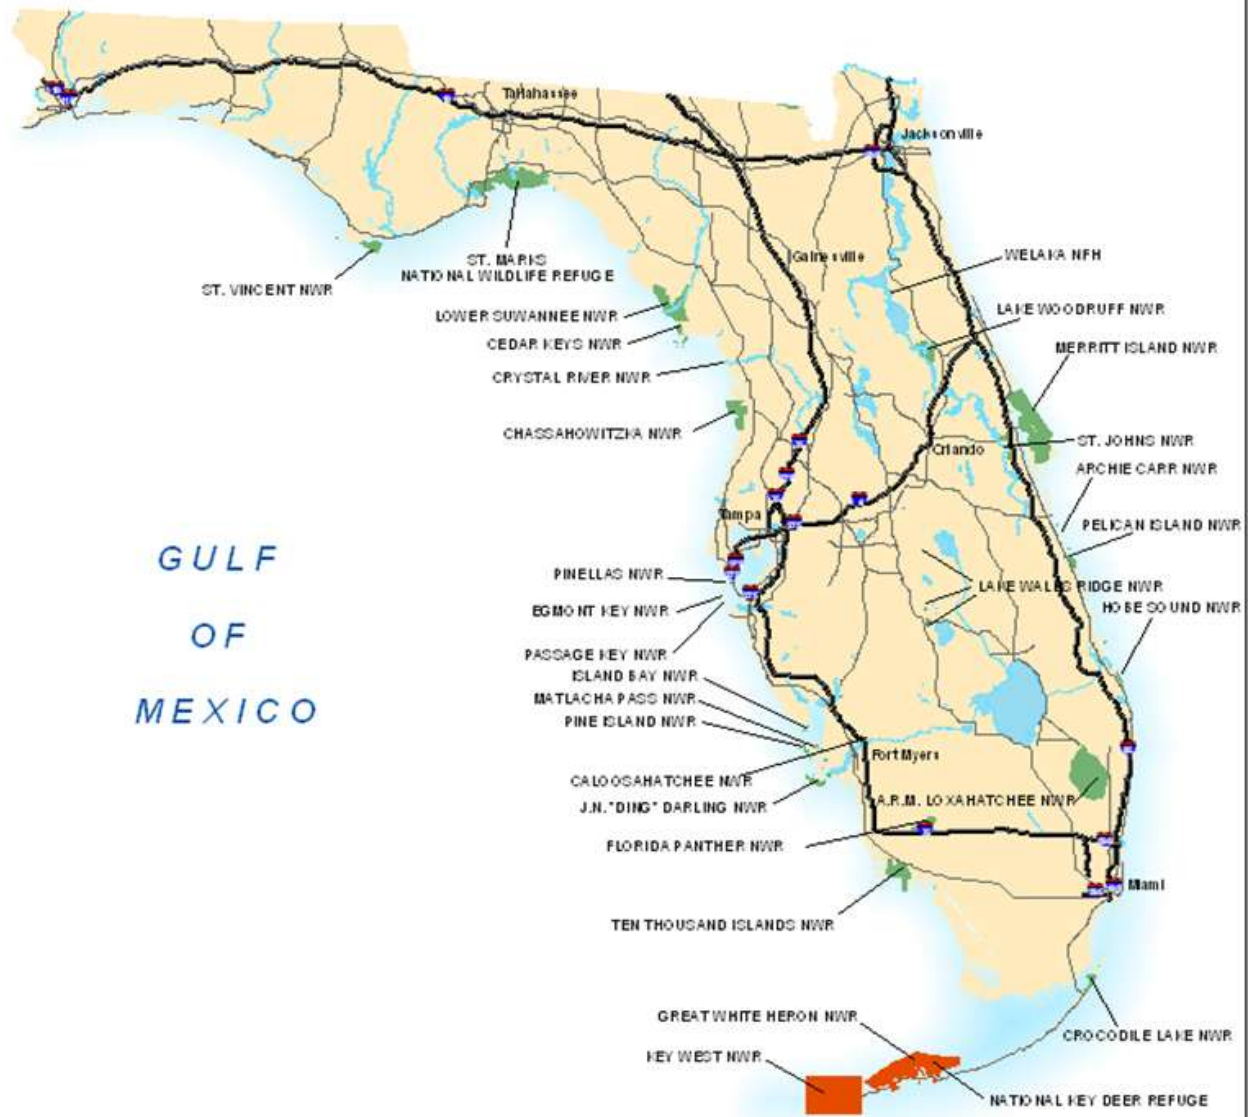 Tallahassee
Jacksonville
ST. MARKS
NATIONAL WILDLIFE REFUGE
Gainesville
WELAKA NFH
ST. VINCENT NWR
LOWER SUWANNEE NWR
LAKE WOODRUFF NWR
CEDAR KEYS NWR
MERRITT ISLAND NWR
CRYSTAL RIVER NWR
CHASSAHOWITZKA NWR
ST. JOHNS NWR
Orlando
ARCHIE CARR NWR
Tampa
PELICAN ISLAND NWR
GULF
OF
MEXICO
PINELLAS NWR
LAKE WALES RIDGE NWR
EGMONT KEY NWR
HOBE SOUND NWR
PASSAGE KEY NWR
ISLAND BAY NWR
MATLACHA PASS NWR
PINE ISLAND NWR
Fort Myers
CALOOSAHATCHEE NWR
J.N. "DING" DARLING NWR
A.R.M. LOXAHATCHEE NWR
FLORIDA PANTHER NWR
Miami
TEN THOUSAND ISLANDS NWR
GREAT WHITE HERON NWR
CROCODILE LAKE NWR
KEY WEST NWR
NATIONAL KEY DEER REFUGE